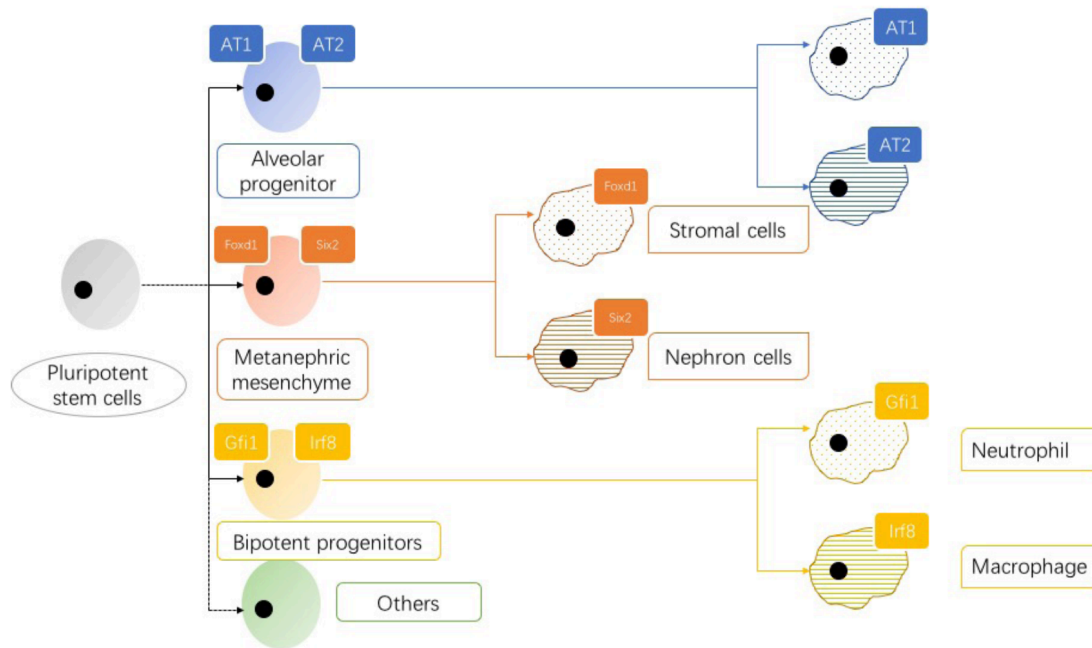 AT1
AT2
AT1
Alveolar
progenitor
AT2
Foxd1
Six2
Foxd1
Stromal cells
Metanephric
mesenchyme
Six2
Nephron cells
Pluripotent
stem cells
Gfi1
Irf8
Gfi1
Neutrophil
Bipotent progenitors
Irf8
Macrophage
Others